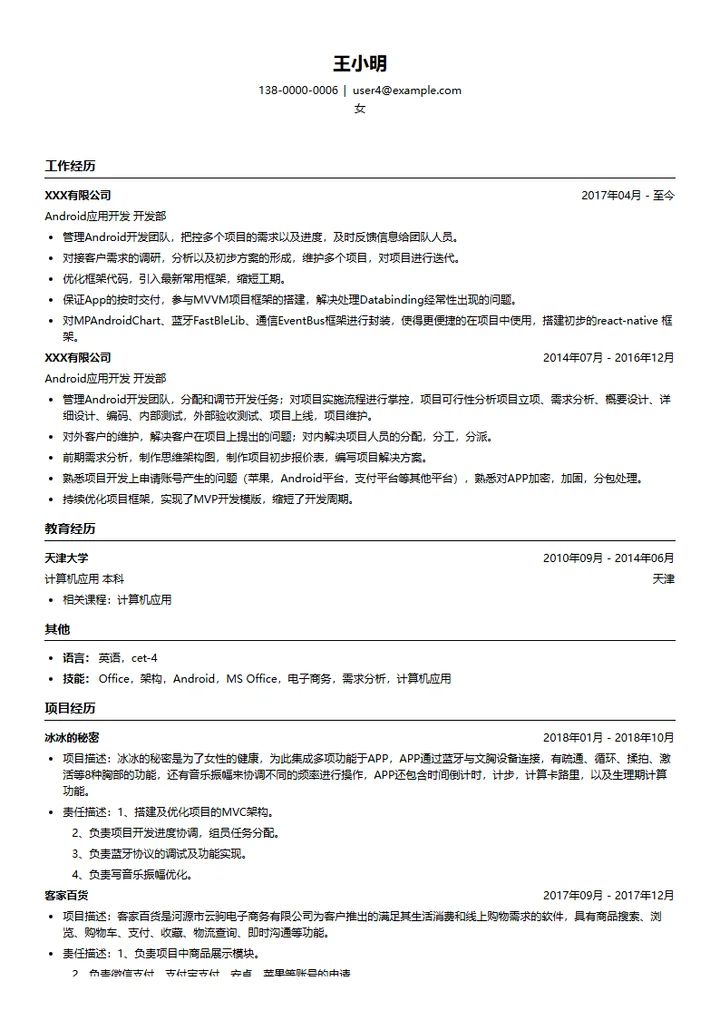 王小明
138-0000-0006 | user4@example.com
女
工作经历
XXX有限公司 2017年04月 - 至今
Android应用开发 开发部
• 管理Android开发团队，把控多个项目的需求以及进度，及时反馈信息给团队人员。
• 对接客户需求的调研，分析以及初步方案的形成，维护多个项目，对项目进行迭代。
• 优化框架代码，引入最新常用框架，缩短工期。
• 保证App的按时交付，参与MVVM项目框架的搭建，解决处理Databinding经常性出现的问题。
• 对MPAndroidChart、蓝牙FastBleLib、通信EventBus框架进行封装，使得更便捷的在项目中使用，搭建初步的react-native 框
架。
XXX有限公司 2014年07月 - 2016年12月
Android应用开发 开发部
• 管理Android开发团队，分配和调节开发任务；对项目实施流程进行掌控，项目可行性分析项目立项、需求分析、概要设计、详
细设计、编码、内部测试，外部验收测试、项目上线，项目维护。
• 对外客户的维护，解决客户在项目上提出的问题；对内解决项目人员的分配，分工，分派。
• 前期需求分析，制作思维架构图，制作项目初步报价表，编写项目解决方案。
• 熟悉项目开发上申请账号产生的问题（苹果，Android平台，支付平台等其他平台），熟悉对APP加密，加固，分包处理。
• 持续优化项目框架，实现了MVP开发模版，缩短了开发周期。
教育经历
天津大学 2010年09月 - 2014年06月
计算机应用 本科 天津
• 相关课程：计算机应用
其他
• 语言： 英语，cet-4
• 技能： Office，架构，Android，MS Office，电子商务，需求分析，计算机应用
项目经历
冰冰的秘密 2018年01月 - 2018年10月
• 项目描述：冰冰的秘密是为了女性的健康，为此集成多项功能于APP，APP通过蓝牙与文胸设备连接，有疏通、循环、揉拍、激
活等8种胸部的功能，还有音乐振幅来协调不同的频率进行操作，APP还包含时间倒计时，计步，计算卡路里，以及生理期计算
功能。
• 责任描述：1、搭建及优化项目的MVC架构。
2、负责项目开发进度协调，组员任务分配。
3、负责蓝牙协议的调试及功能实现。
4、负责写音乐振幅优化。
客家百货 2017年09月 - 2017年12月
• 项目描述：客家百货是河源市云驹电子商务有限公司为客户推出的满足其生活消费和线上购物需求的软件，具有商品搜索、浏
览、购物车、支付、收藏、物流查询、即时沟通等功能。
• 责任描述：1、负责项目中商品展示模块。
2、负责微信支付、支付宝支付、安卓、苹果等账号的申请